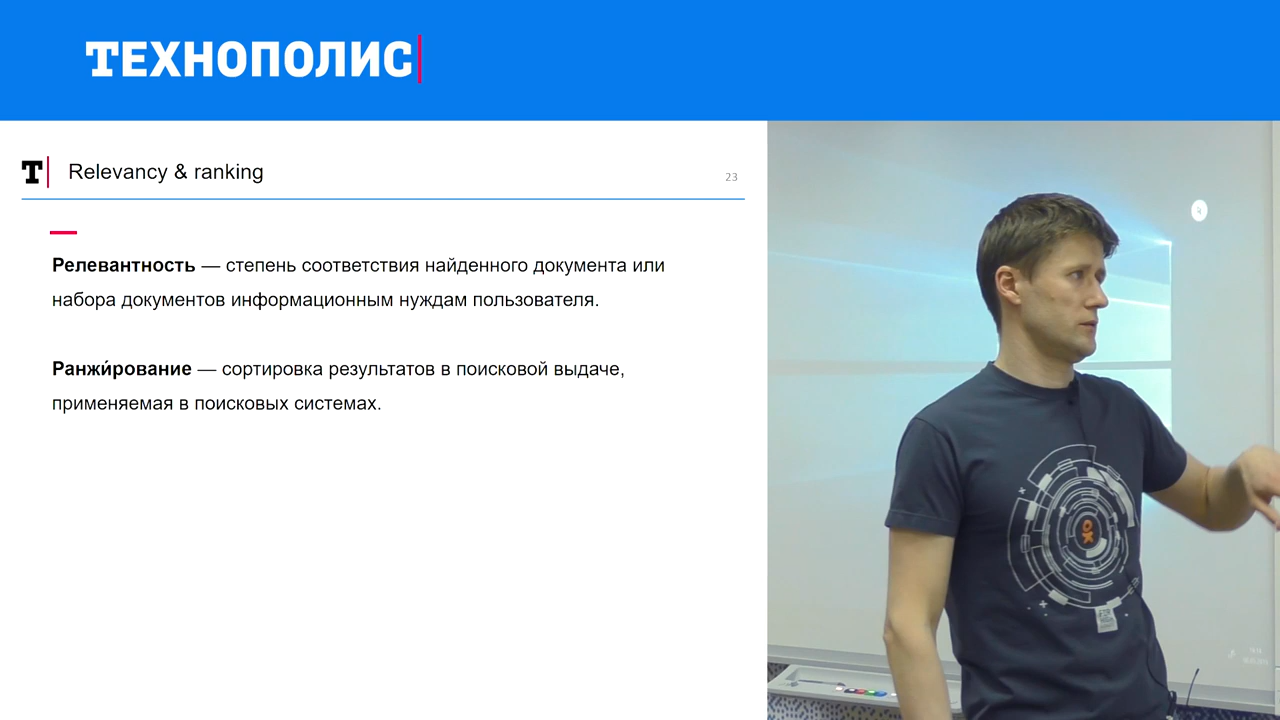 ТЕХНОПОЛИС
Т
Relevancy & ranking
23
Релевантность — степень соответствия найденного документа или
набора документов информационным нуждам пользователя.
Ранжи́рование — сортировка результатов в поисковой выдаче,
применяемая в поисковых системах.